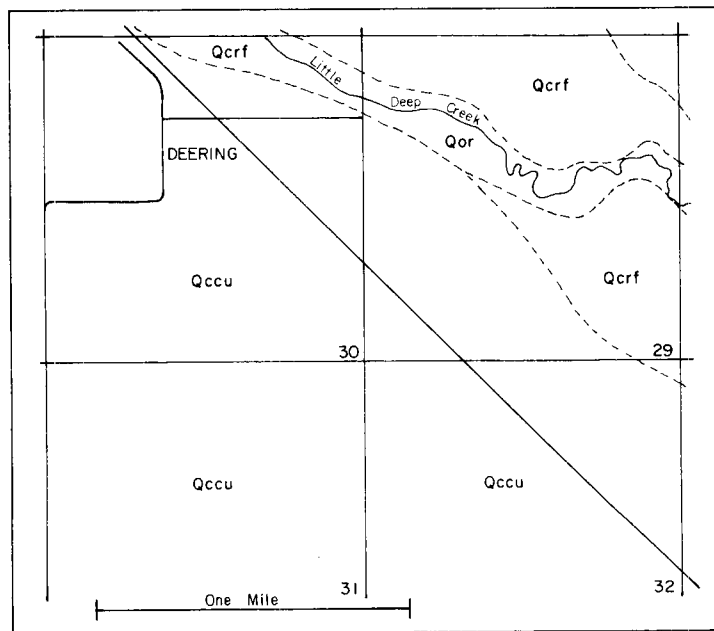 Qcrf
Little
Deep
Creek
Qcrf
Qor
DEERING
Qccu
Qcrf
30
29
Qccu
Qccu
31
32
One Mile